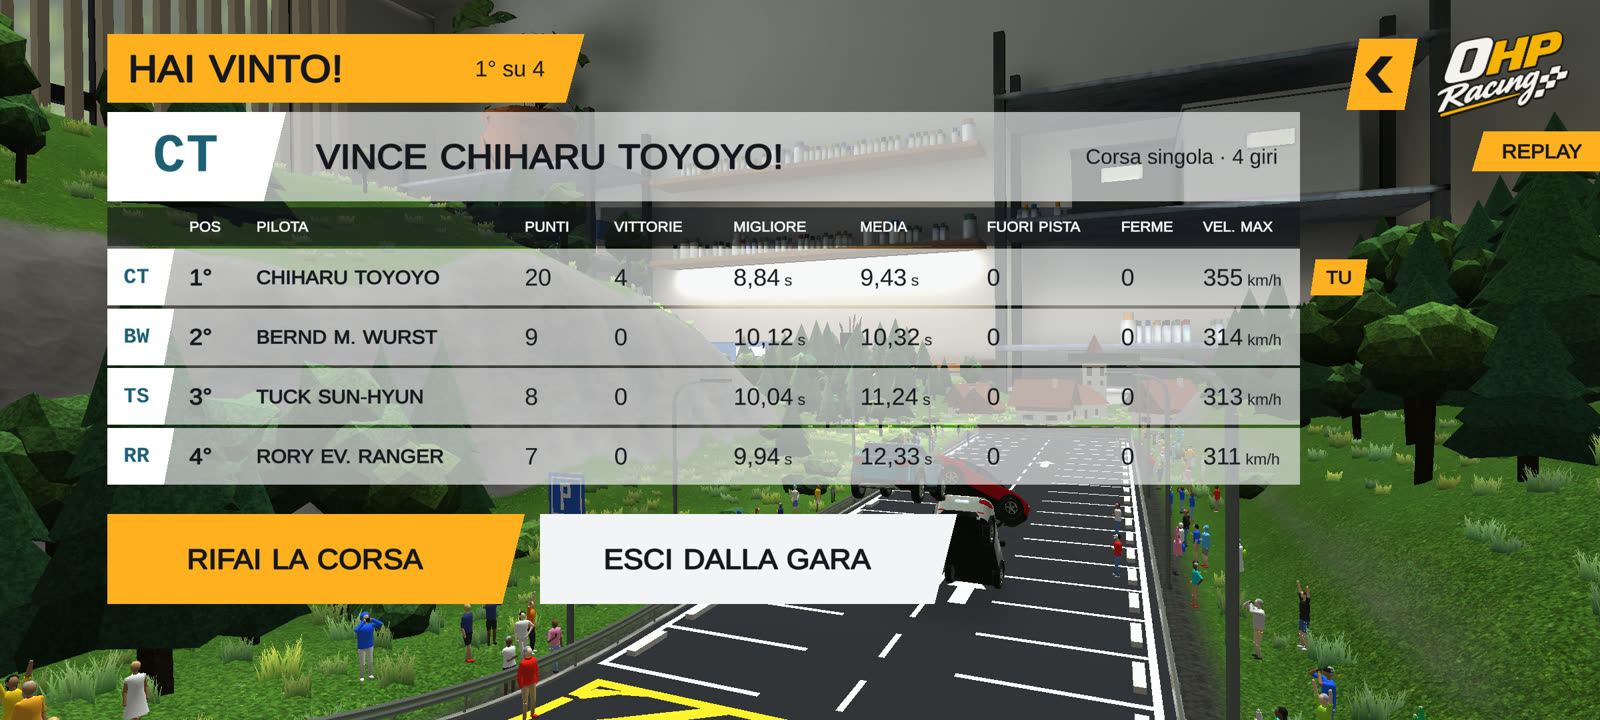 HAI VINTO! 1° su 4
OHP
Racing
REPLAY
CT VINCE CHIHARU TOYOYO! Corsa singola · 4 giri
POS PILOTA PUNTI VITTORIE MIGLIORE MEDIA FUORI PISTA FERME VEL. MAX
CT 1° CHIHARU TOYOYO 20 4 8,84 s 9,43 s 0 0 355 km/h TU
BW 2° BERND M. WURST 9 0 10,12 s 10,32 s 0 0 314 km/h
TS 3° TUCK SUN-HYUN 8 0 10,04 s 11,24 s 0 0 313 km/h
RR 4° RORY EV. RANGER 7 0 9,94 s 12,33 s 0 0 311 km/h
P
RIFAI LA CORSA ESCI DALLA GARA